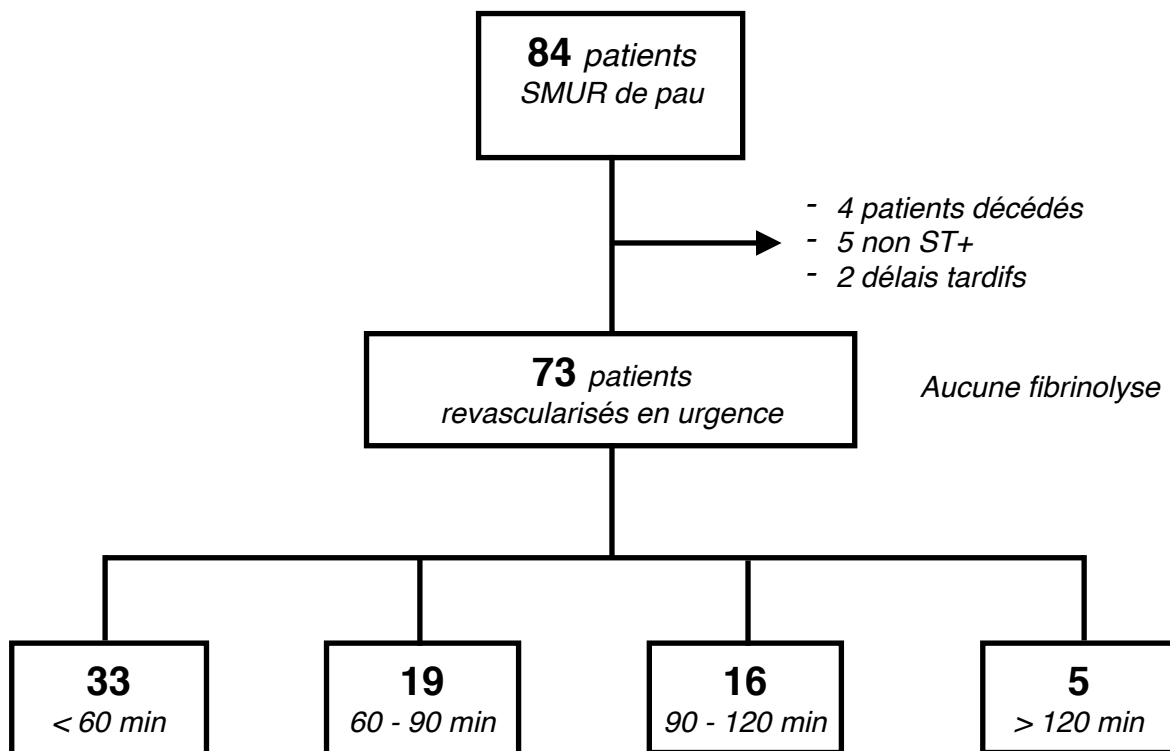 84 patients
SMUR de pau
- 4 patients décédés
- 5 non ST+
- 2 délais tardifs
73 patients
revascularisés en urgence
Aucune fibrinolyse
33
< 60 min
19
60 - 90 min
16
90 - 120 min
5
> 120 min